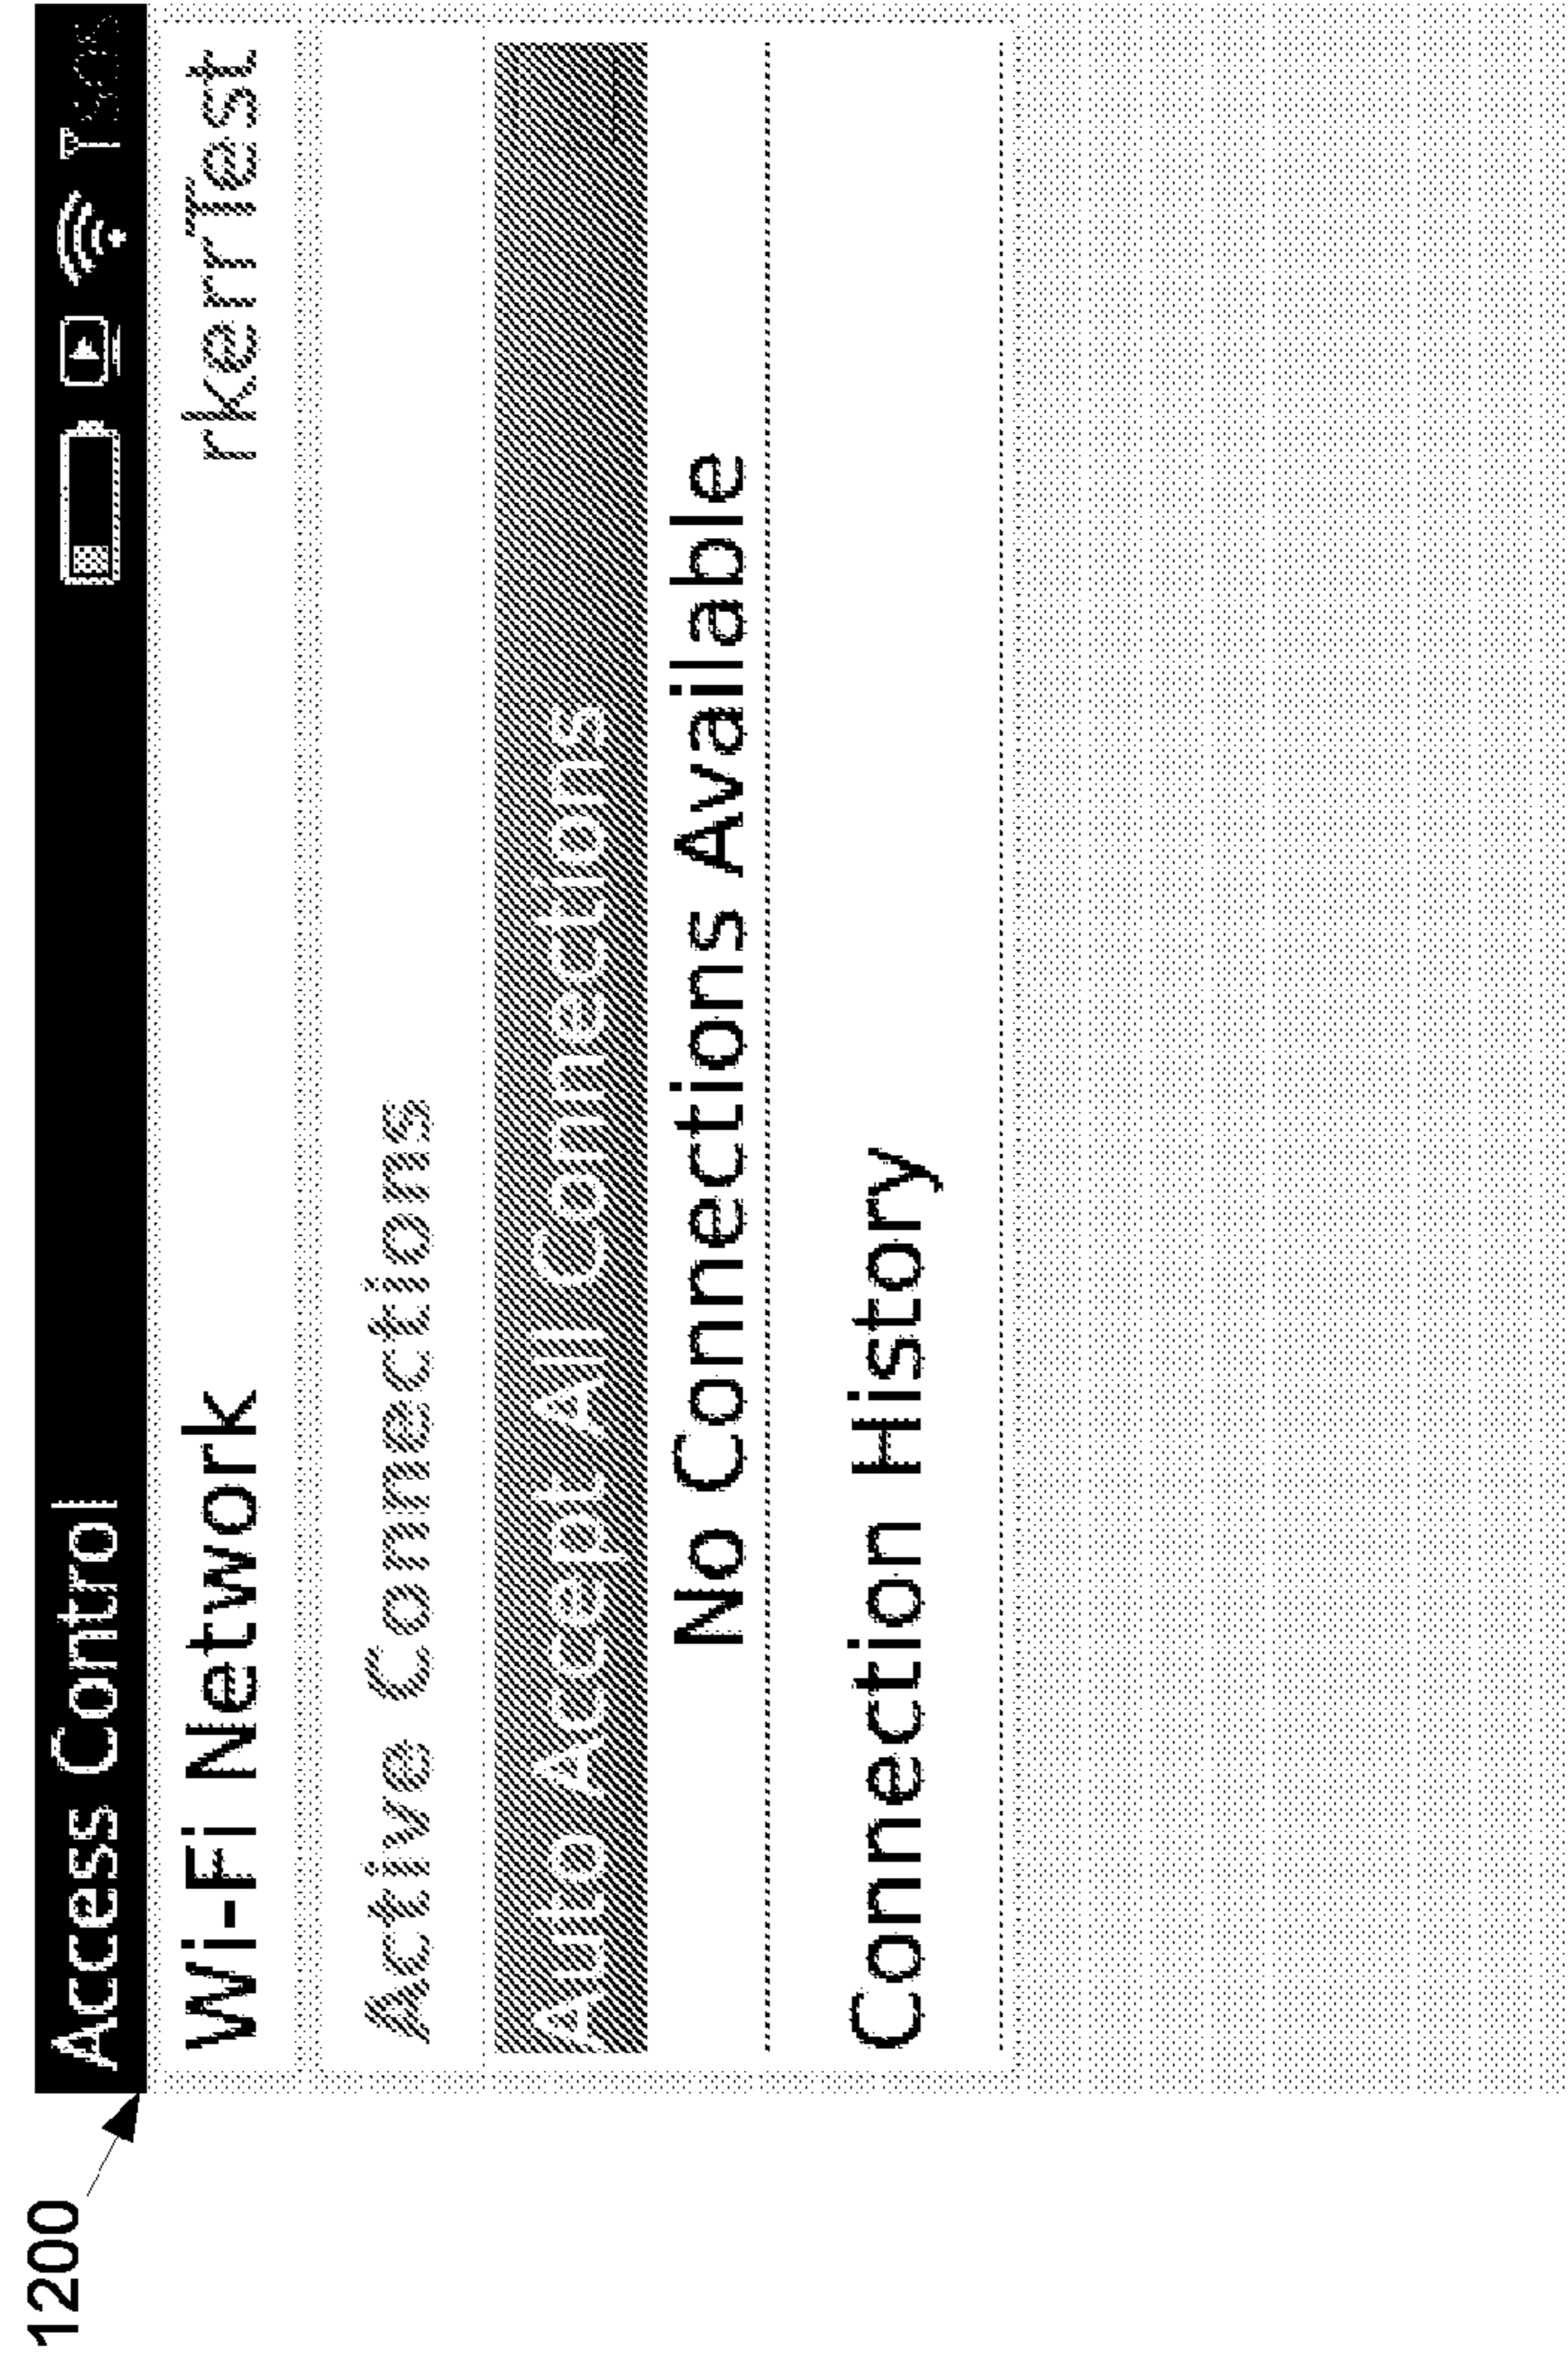 1200
Access Control
Wi-Fi Network rkerrTest
Active Connections
Auto Accept All Connections
No Connections Available
Connection History